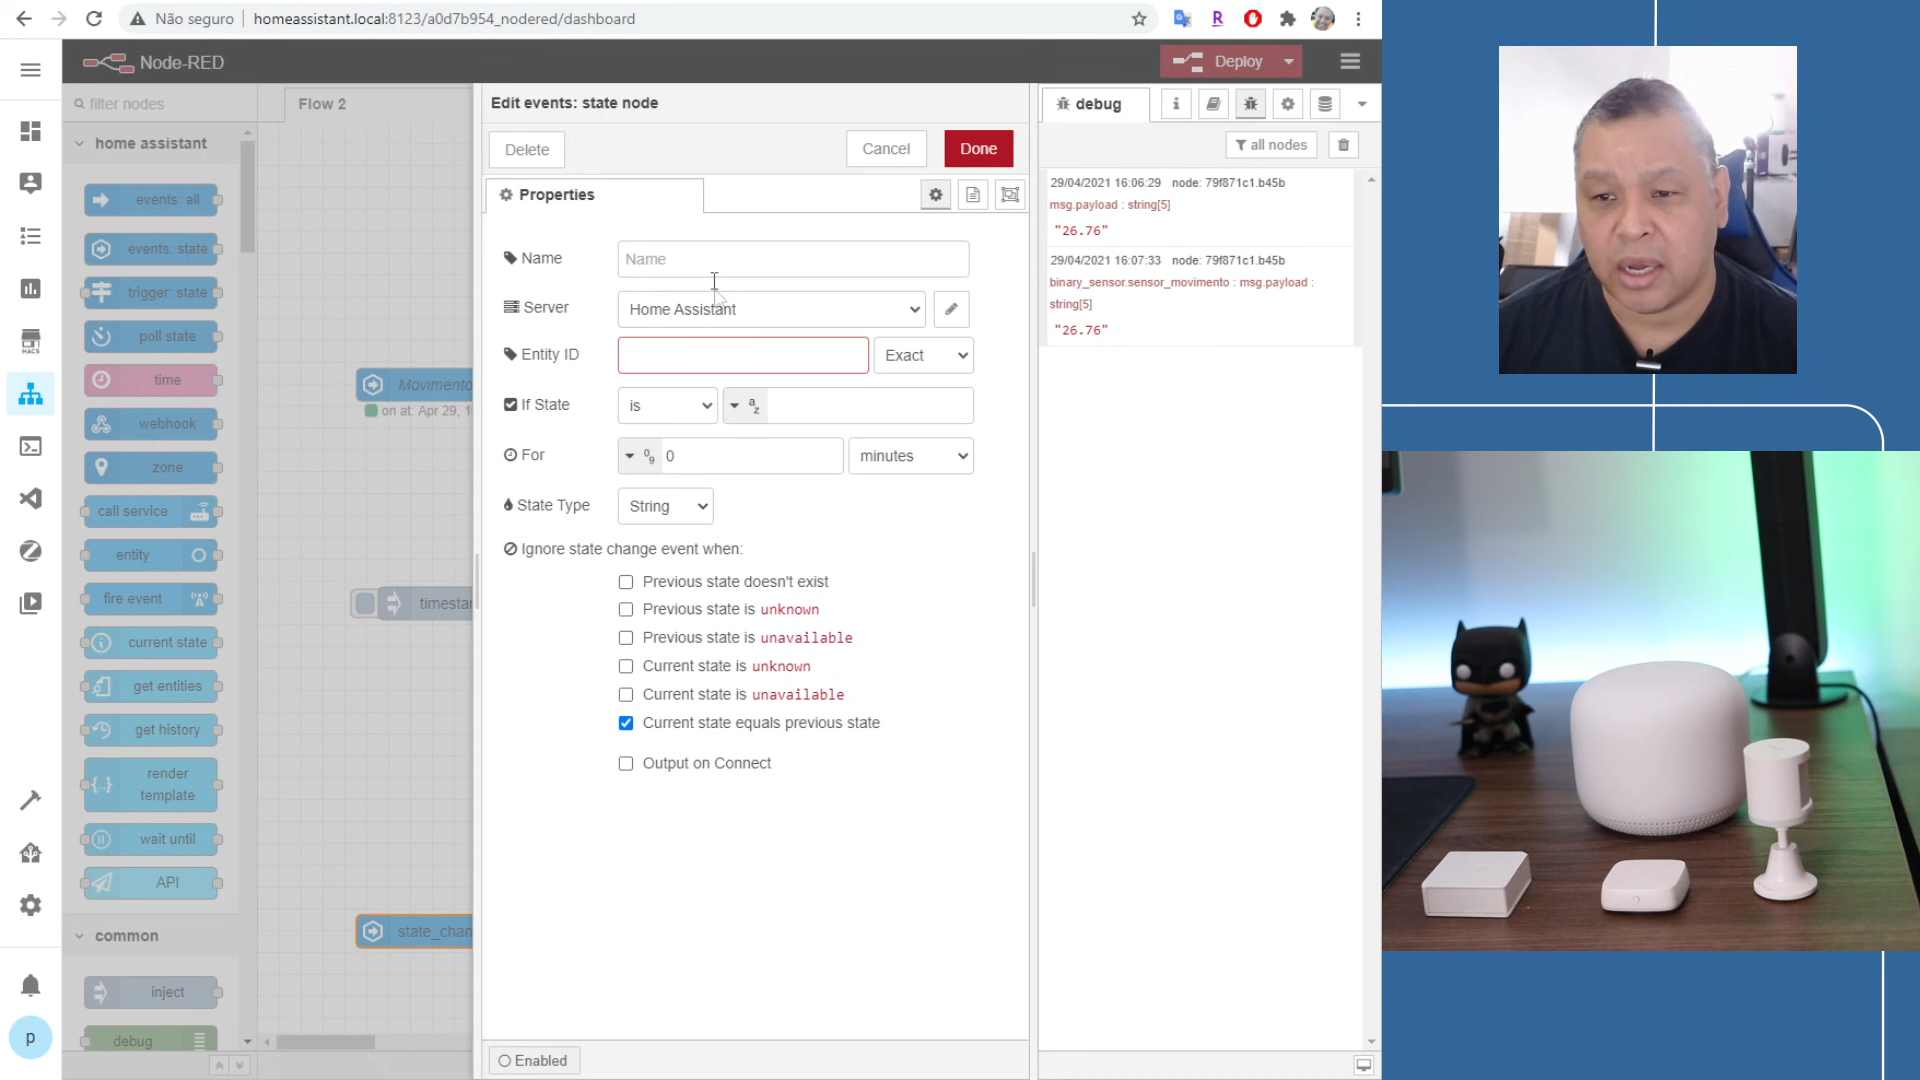 Não seguro
homeassistant.local:8123/a0d7b954_nodered/dashboard
R
Node-RED
Deploy
filter nodes
home assistant
events: all
events: state
trigger: state
poll state
time
webhook
zone
call service
entity
fire event
current state
get entities
get history
render
template
wait until
API
common
inject
debug
HACS
p
Flow 2
Movimento
on at: Apr 29, 1
timestar
state_chan
Edit events: state node
Delete
Cancel
Done
Properties
Name
Name
Server
Home Assistant
Entity ID
Exact
If State
is
a
z
For
0
9
0
minutes
State Type
String
Ignore state change event when:
Previous state doesn't exist
Previous state is unknown
Previous state is unavailable
Current state is unknown
Current state is unavailable
Current state equals previous state
Output on Connect
Enabled
debug
i
all nodes
29/04/2021 16:06:29 node: 79f871c1.b45b
msg.payload : string[5]
"26.76"
29/04/2021 16:07:33 node: 79f871c1.b45b
binary_sensor.sensor_movimento : msg.payload :
string[5]
"26.76"